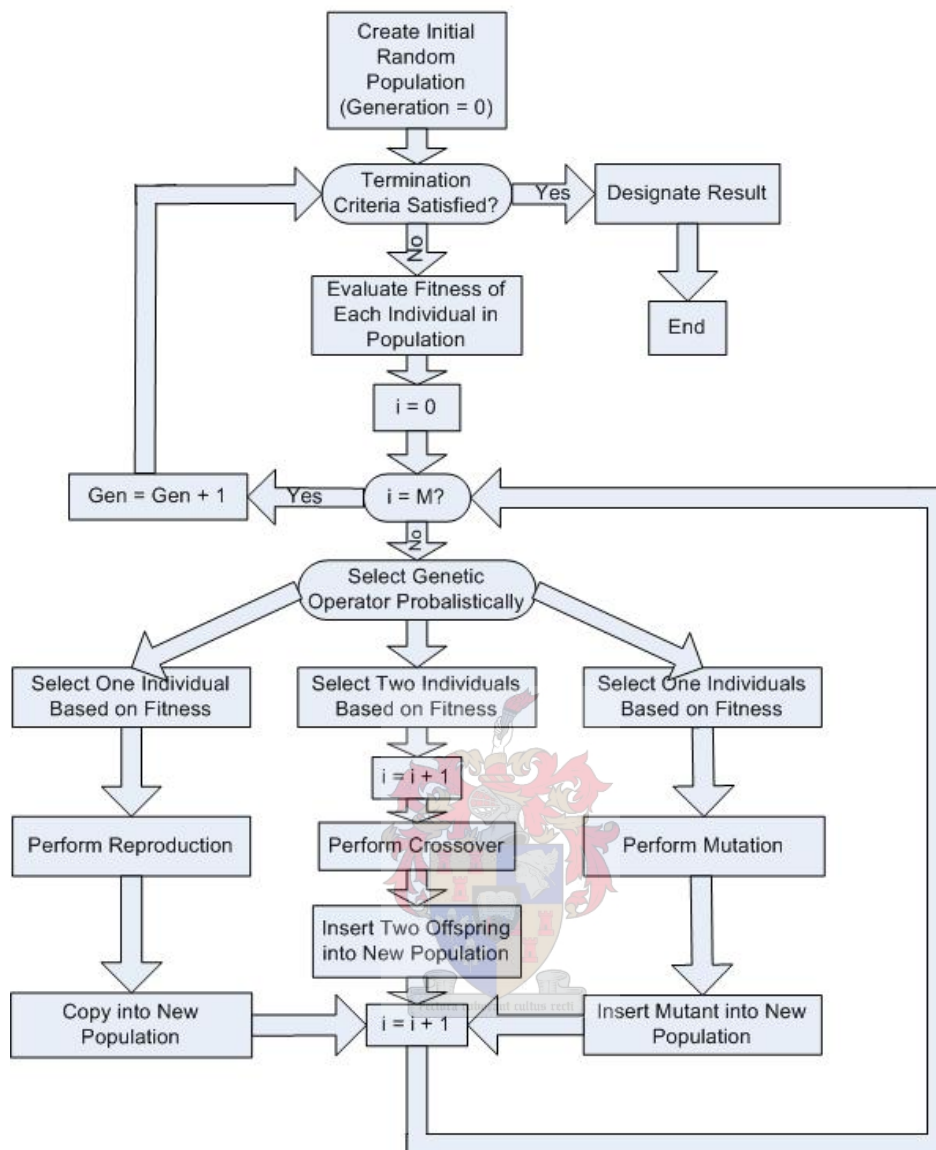 Create Initial
Random
Population
(Generation = 0)
Termination
Criteria Satisfied?
Yes
Designate Result
No
Evaluate Fitness of
Each Individual in
Population
End
i = 0
Gen = Gen + 1
Yes
i = M?
No
Select Genetic
Operator Probalistically
Select One Individual
Based on Fitness
Select Two Individuals
Based on Fitness
Select One Individuals
Based on Fitness
i = i + 1
Perform Reproduction
Perform Crossover
Perform Mutation
Insert Two Offspring
into New Population
Copy into New
Population
i = i + 1
Insert Mutant into New
Population
cultus recti